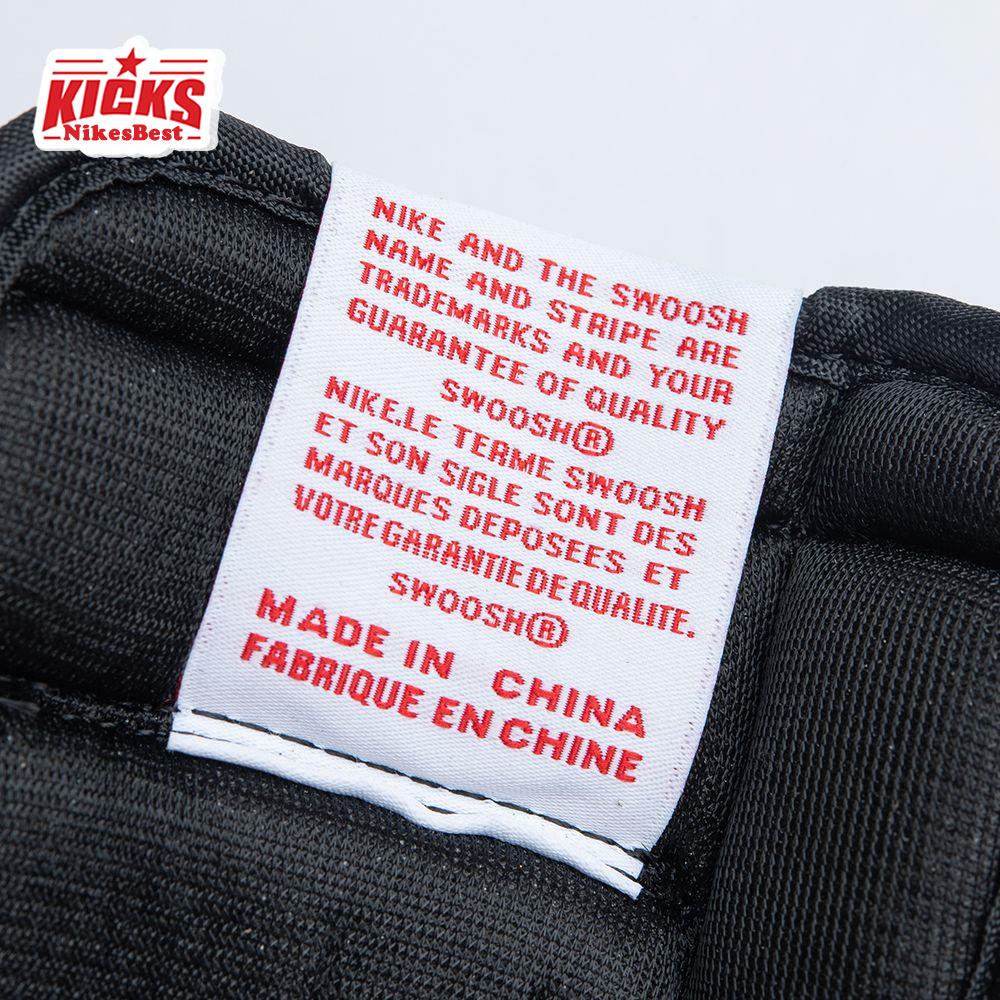 KICKS
NikesBest
NIKE AND THE SWOOSH
NAME AND STRIPE ARE
TRADEMARKS AND YOUR
GUARANTEE OF QUALITY
SWOOSH®
NIKE,LE TERME SWOOSH
ET SON SIGLE SONT DES
MARQUES DEPOSEES ET
VOTRE GARANTIE DE QUALITE.
SWOOSH®
MADE IN CHINA
FABRIQUE EN CHINE